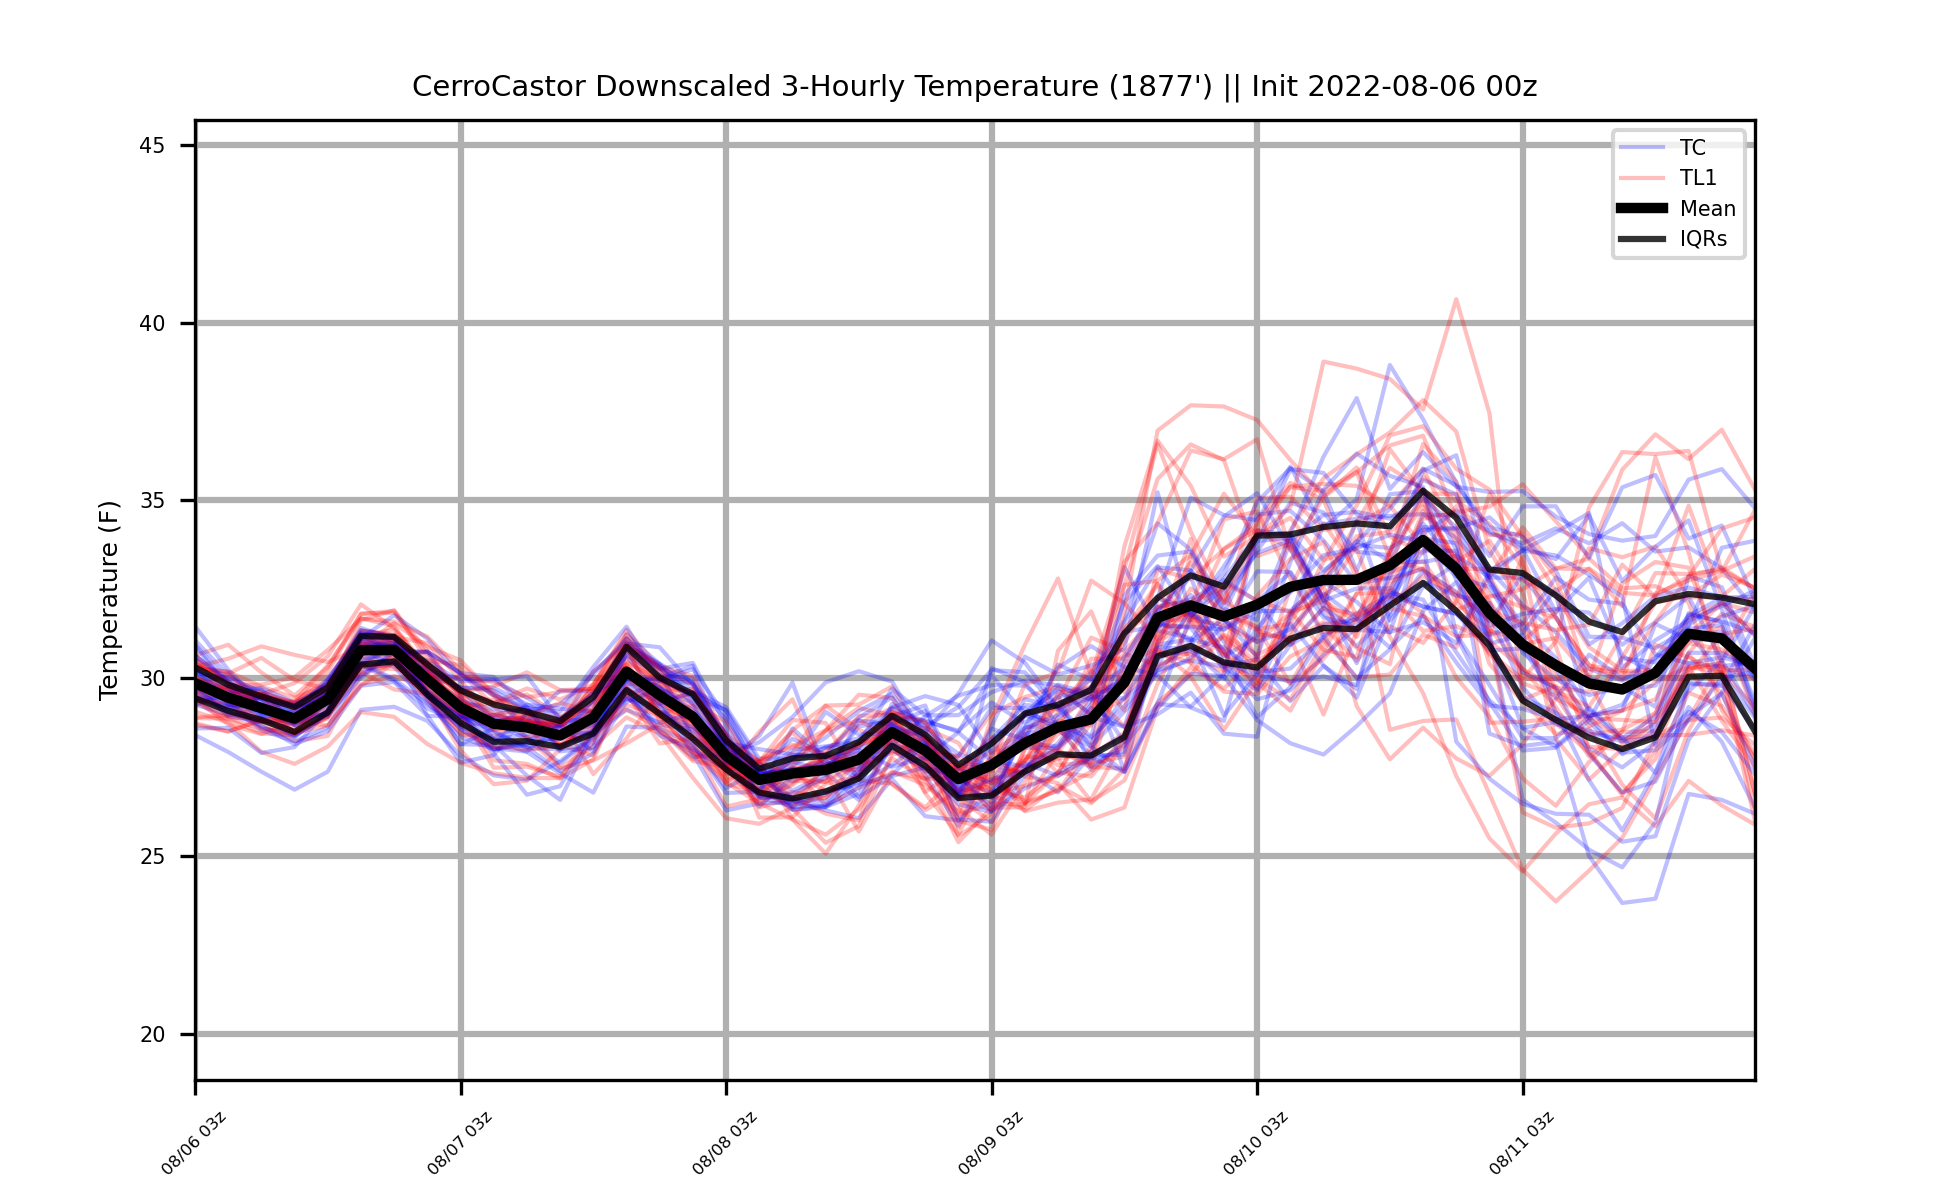 CerroCastor Downscaled 3-Hourly Temperature (1877') || Init 2022-08-06 00z
TC
TL1
Mean
IQRs
Temperature (F)
45
40
35
30
25
20
08/06 03z
08/07 03z
08/08 03z
08/09 03z
08/10 03z
08/11 03z